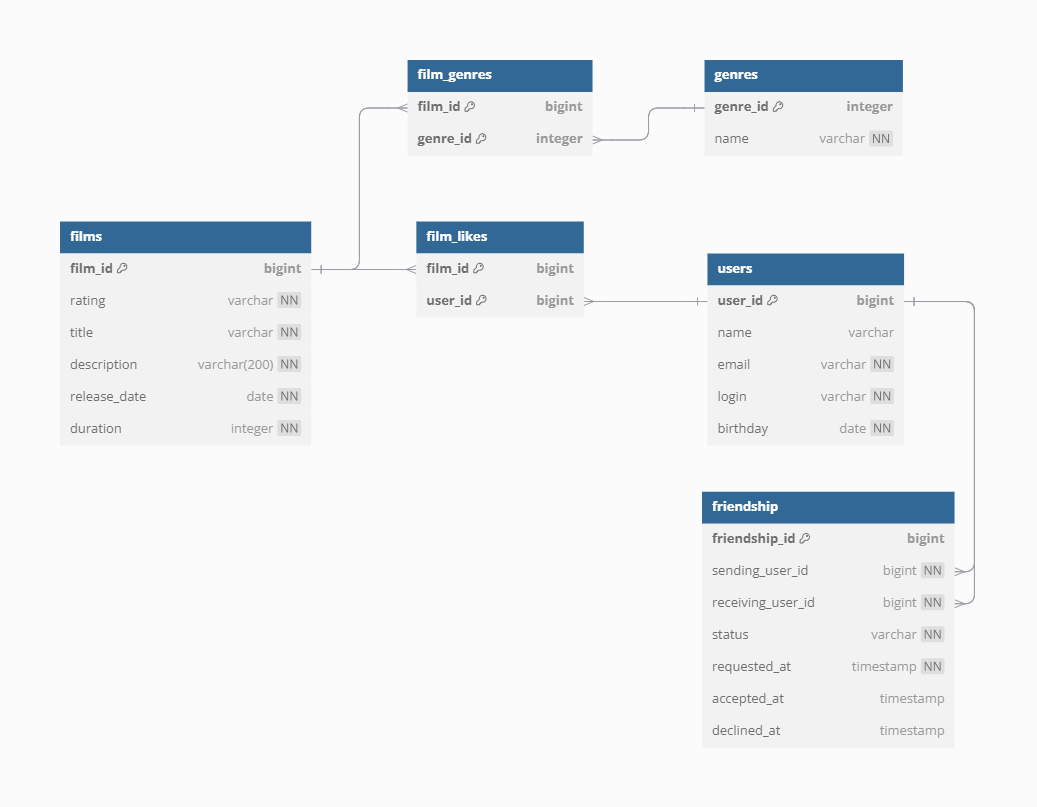 film_genres
film_id bigint
genre_id integer
genres
genre_id integer
name varchar NN
films
film_id bigint
rating varchar NN
title varchar NN
description varchar(200) NN
release_date date NN
duration integer NN
film_likes
film_id bigint
user_id bigint
users
user_id bigint
name varchar
email varchar NN
login varchar NN
birthday date NN
friendship
friendship_id bigint
sending_user_id bigint NN
receiving_user_id bigint NN
status varchar NN
requested_at timestamp NN
accepted_at timestamp
declined_at timestamp